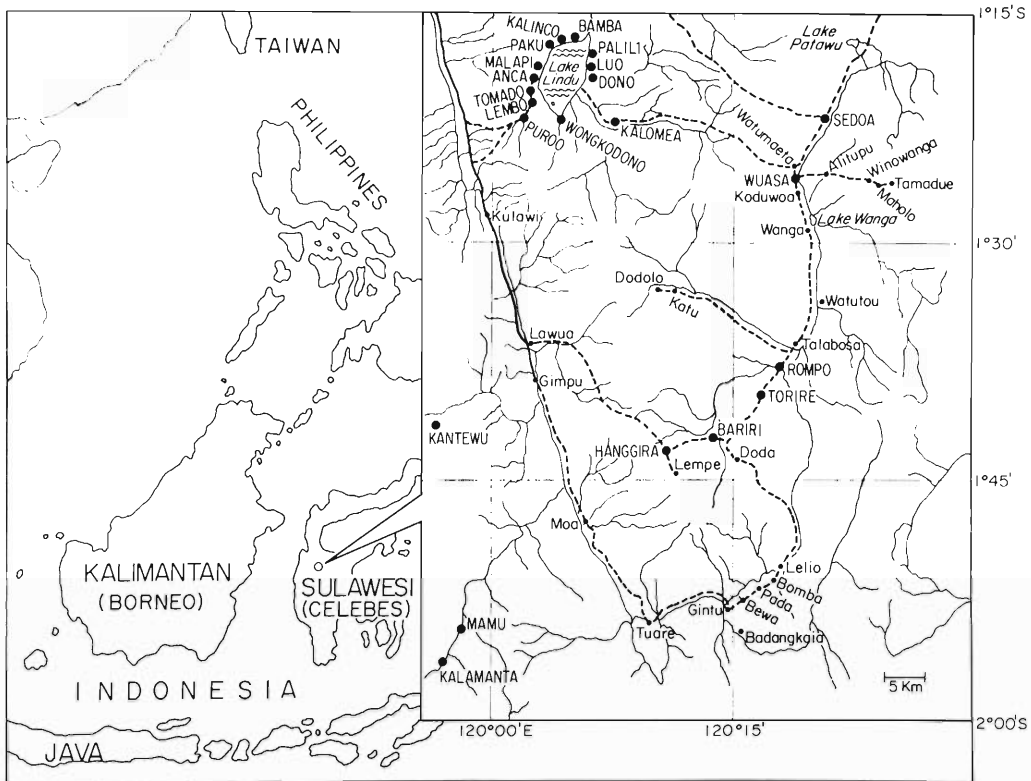 TAIWAN
PHILIPPINES
KALIMANTAN
(BORNEO)
SULAWESI
(CELEBES)
INDONESIA
JAVA
1°15'S
KALINCO
BAMBA
PAKU
PALILI
MALAPI
Lake
Lindu
LUO
ANCA
DONO
TOMADO
LEMBO
PUROO
WONGKODONO
KALOMEA
Lake
Patawu
SEDOA
Watumaeta
Alitupu
Winowanga
WUASA
Tamadue
Maholo
Koduwoa
Kulawi
Wanga
Lake Wanga
1°30'
Dodolo
Katu
Watutou
Lawua
Talabosa
Gimpu
ROMPO
TORIRE
KANTEWU
BARIRI
HANGGIRA
Doda
Lempe
1°45'
Moa
Lelio
Bomba
Pada
Gintu
Bewa
MAMU
Tuare
Badangkaia
KALAMANTA
5 Km
120°00'E
120°15'
2°00'S